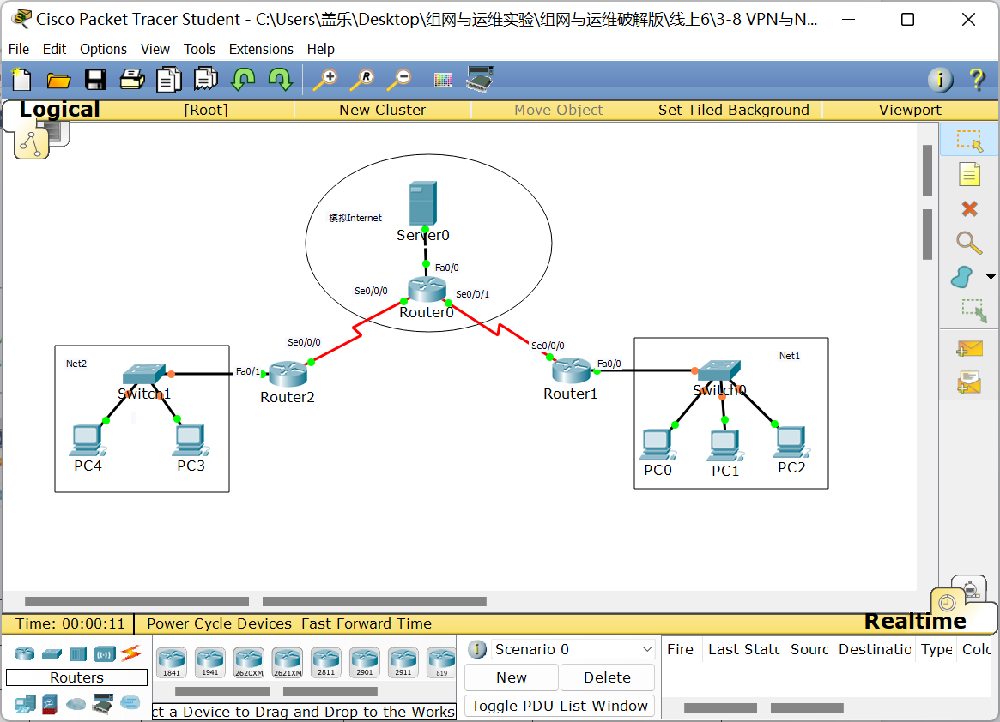 Cisco Packet Tracer Student - C:\Users\盖乐\Desktop\组网与运维实验\组网与运维破解版\线上6\3-8 VPN与N...
File Edit Options View Tools Extensions Help
Logical [Root] New Cluster Move Object Set Tiled Background Viewport
模拟Internet
Server0
Fa0/0
Se0/0/0
Se0/0/1
Router0
Se0/0/0
Se0/0/0
Net2
Fa0/1
Switch1
Router2
PC4
PC3
Net1
Fa0/0
Router1
Switch0
PC0
PC1
PC2
Time: 00:00:11 Power Cycle Devices Fast Forward Time
Realtime
Routers
1841 1941 2620XM 2621XM 2811 2901 2911 819
ct a Device to Drag and Drop to the Works
Scenario 0
New Delete
Toggle PDU List Window
Fire Last Statu Sourc Destinatio Type Colo